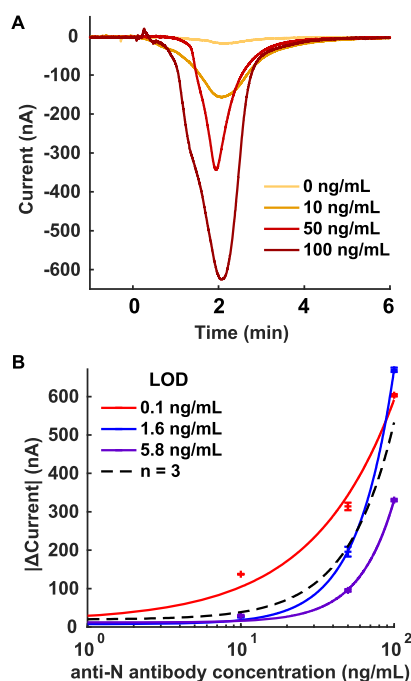 A
0
-100
-200
-300
-400
-500
-600
Current (nA)
0 ng/mL
10 ng/mL
50 ng/mL
100 ng/mL
0 2 4 6
Time (min)
B
LOD
0.1 ng/mL
1.6 ng/mL
5.8 ng/mL
n = 3
600
500
400
300
200
100
0
|ΔCurrent| (nA)
10^0 10^1 10^2
anti-N antibody concentration (ng/mL)